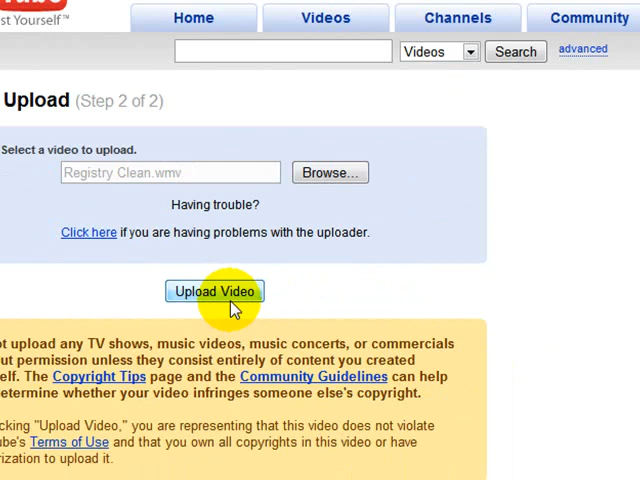 Tube
st Yourself™
Home
Videos
Channels
Community
Videos
Search
advanced
Upload (Step 2 of 2)
Select a video to upload.
Registry Clean.wmv
Browse...
Having trouble?
Click here if you are having problems with the uploader.
Upload Video
ot upload any TV shows, music videos, music concerts, or commercials
ut permission unless they consist entirely of content you created
elf. The Copyright Tips page and the Community Guidelines can help
etermine whether your video infringes someone else's copyright.
cking "Upload Video," you are representing that this video does not violate
ube's Terms of Use and that you own all copyrights in this video or have
rization to upload it.